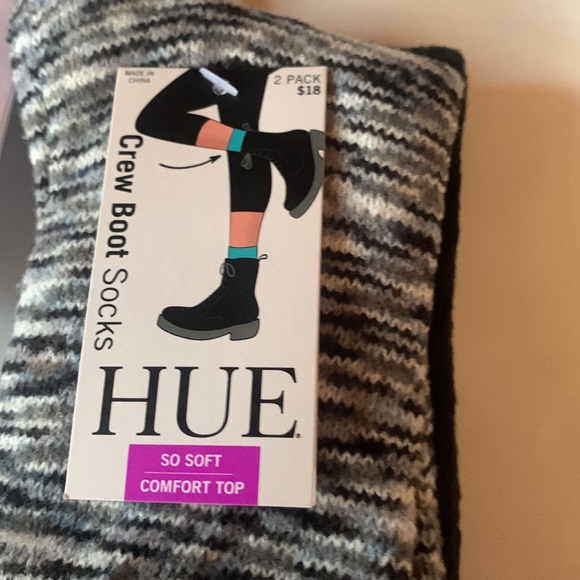 MADE IN
CHINA
2 PACK
$18
Crew Boot Socks
HUE.
SO SOFT
COMFORT TOP